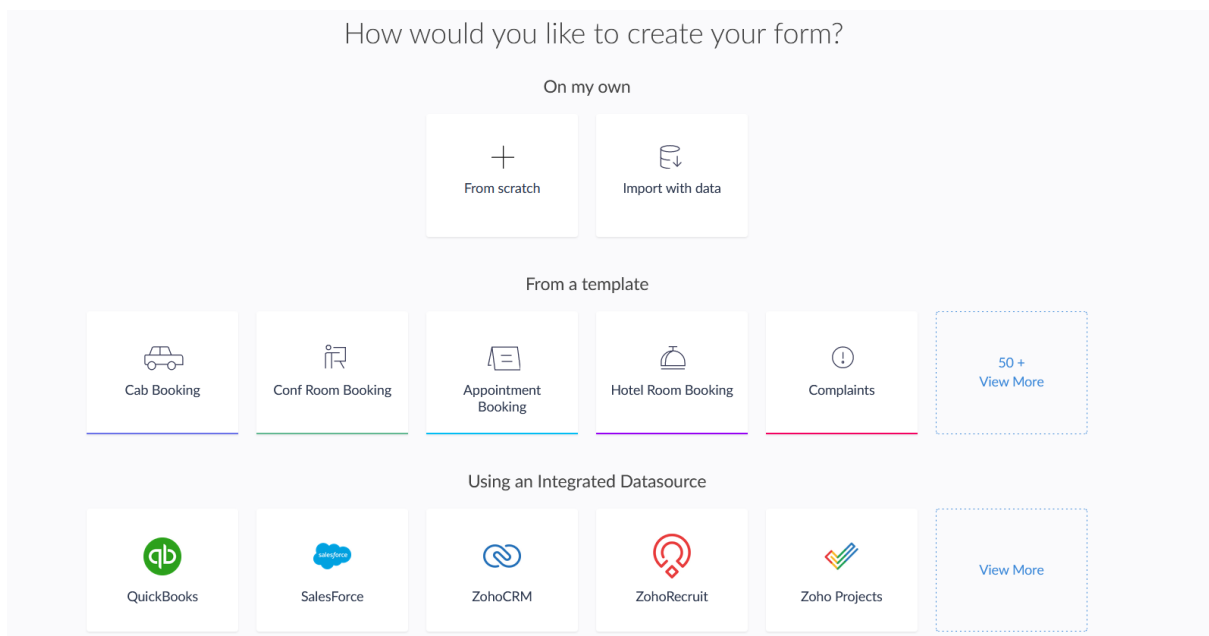 How would you like to create your form?
On my own
From scratch
Import with data
From a template
Cab Booking
Conf Room Booking
Appointment
Booking
Hotel Room Booking
Complaints
50 +
View More
Using an Integrated Datasource
qb
salesforce
QuickBooks
SalesForce
ZohoCRM
ZohoRecruit
Zoho Projects
View More